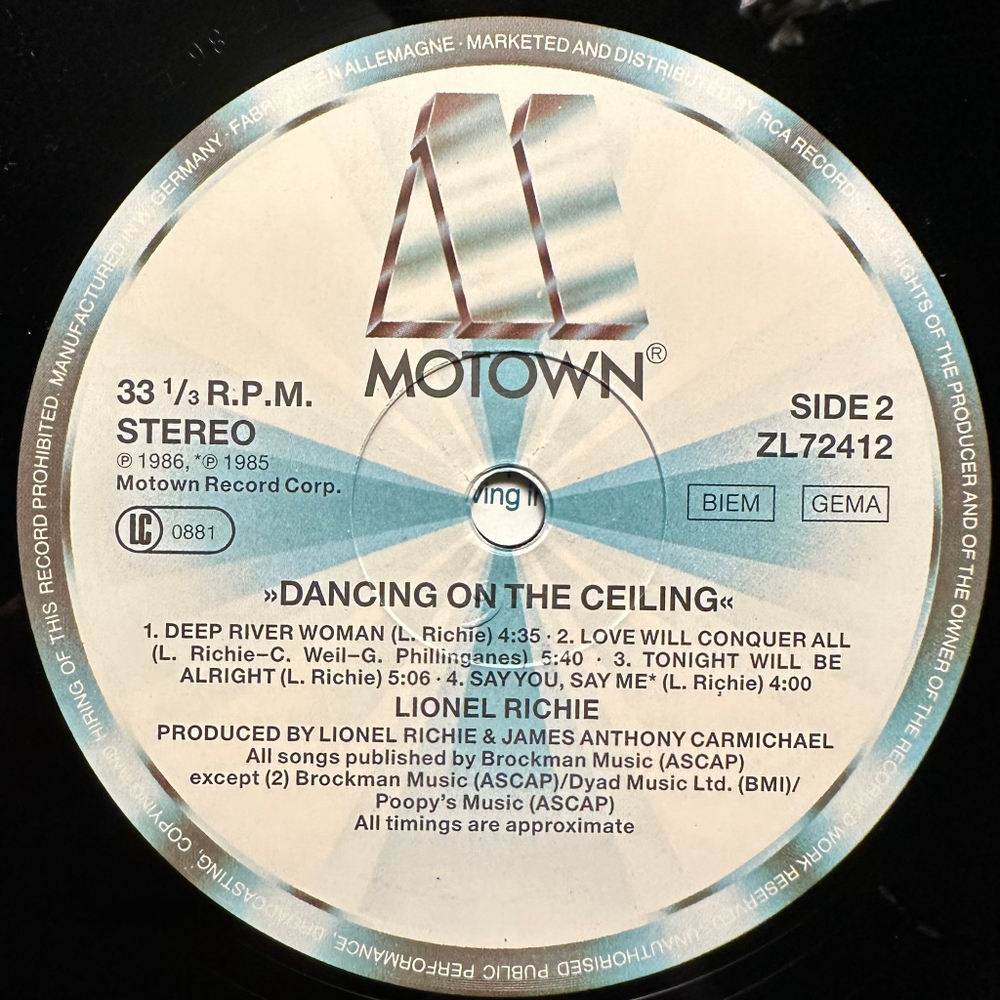 MANUFACTURED IN W. GERMANY · FABRIQUÉ EN ALLEMAGNE · MARKETED AND DISTRIBUTED BY RCA RECORDS · ALL RIGHTS OF THE PRODUCER AND OF THE OWNER OF THE RECORDED WORK RESERVED · UNAUTHORISED PUBLIC PERFORMANCE, BROADCASTING, COPYING AND HIRING OF THIS RECORD PROHIBITED.
MOTOWN®
33 1/3 R.P.M.
STEREO
℗ 1986, *℗ 1985
Motown Record Corp.
LC 0881
SIDE 2
ZL72412
BIEM GEMA
»DANCING ON THE CEILING«
1. DEEP RIVER WOMAN (L. Richie) 4:35 · 2. LOVE WILL CONQUER ALL
(L. Richie–C. Weil–G. Phillinganes) 5:40 · 3. TONIGHT WILL BE
ALRIGHT (L. Richie) 5:06 · 4. SAY YOU, SAY ME* (L. Richie) 4:00
LIONEL RICHIE
PRODUCED BY LIONEL RICHIE & JAMES ANTHONY CARMICHAEL
All songs published by Brockman Music (ASCAP)
except (2) Brockman Music (ASCAP)/Dyad Music Ltd. (BMI)/
Poopy's Music (ASCAP)
All timings are approximate